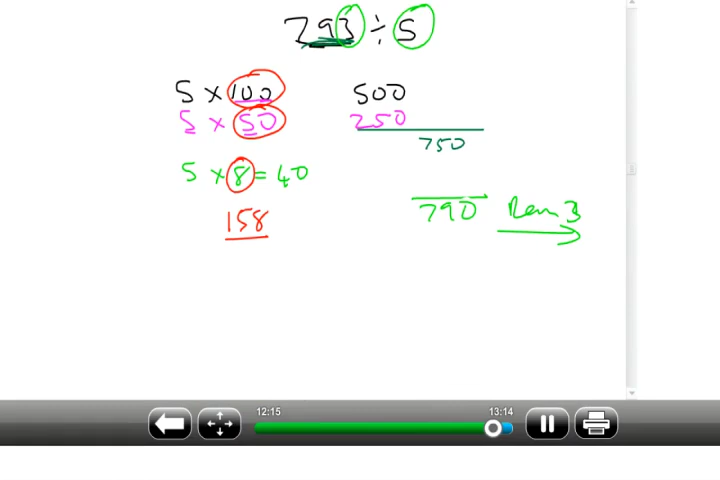 793 ÷ 5
5 × 100 500
5 × 50 250
750
5 × 8 = 40
158 790 Rem 3
12:15 13:14